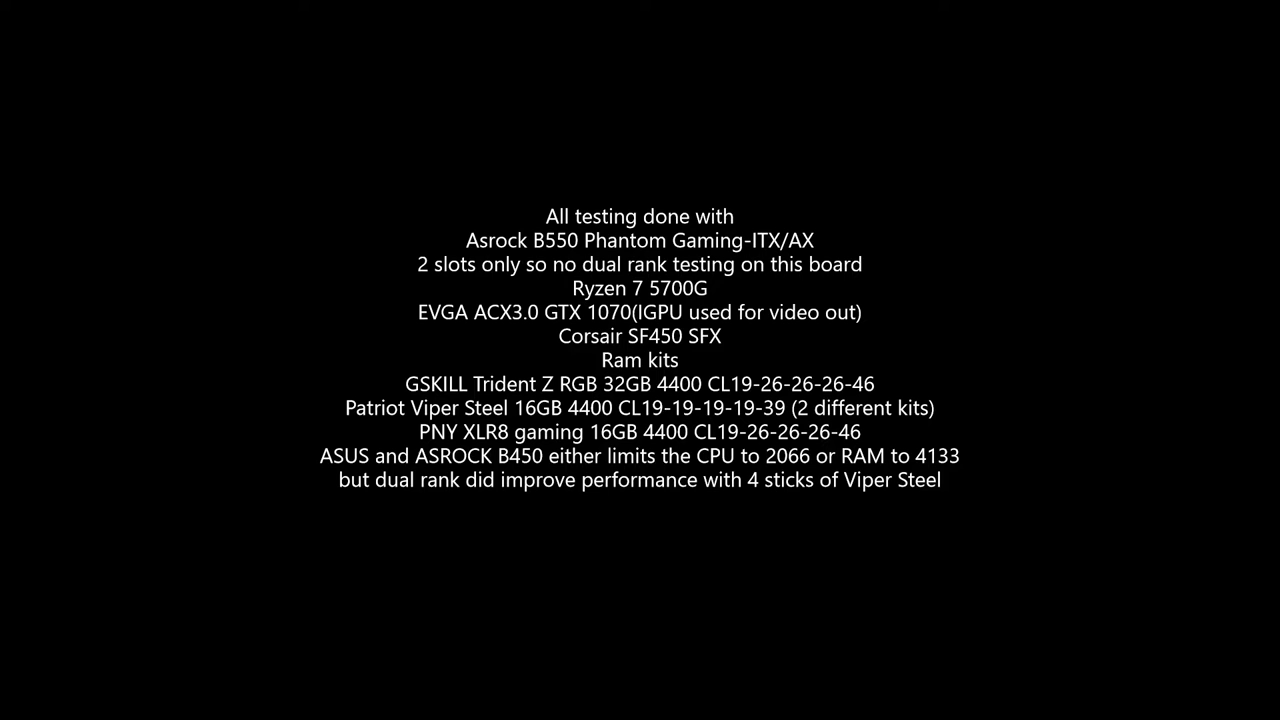 All testing done with
Asrock B550 Phantom Gaming-ITX/AX
2 slots only so no dual rank testing on this board
Ryzen 7 5700G
EVGA ACX3.0 GTX 1070(IGPU used for video out)
Corsair SF450 SFX
Ram kits
GSKILL Trident Z RGB 32GB 4400 CL19-26-26-26-46
Patriot Viper Steel 16GB 4400 CL19-19-19-19-39 (2 different kits)
PNY XLR8 gaming 16GB 4400 CL19-26-26-26-46
ASUS and ASROCK B450 either limits the CPU to 2066 or RAM to 4133
but dual rank did improve performance with 4 sticks of Viper Steel